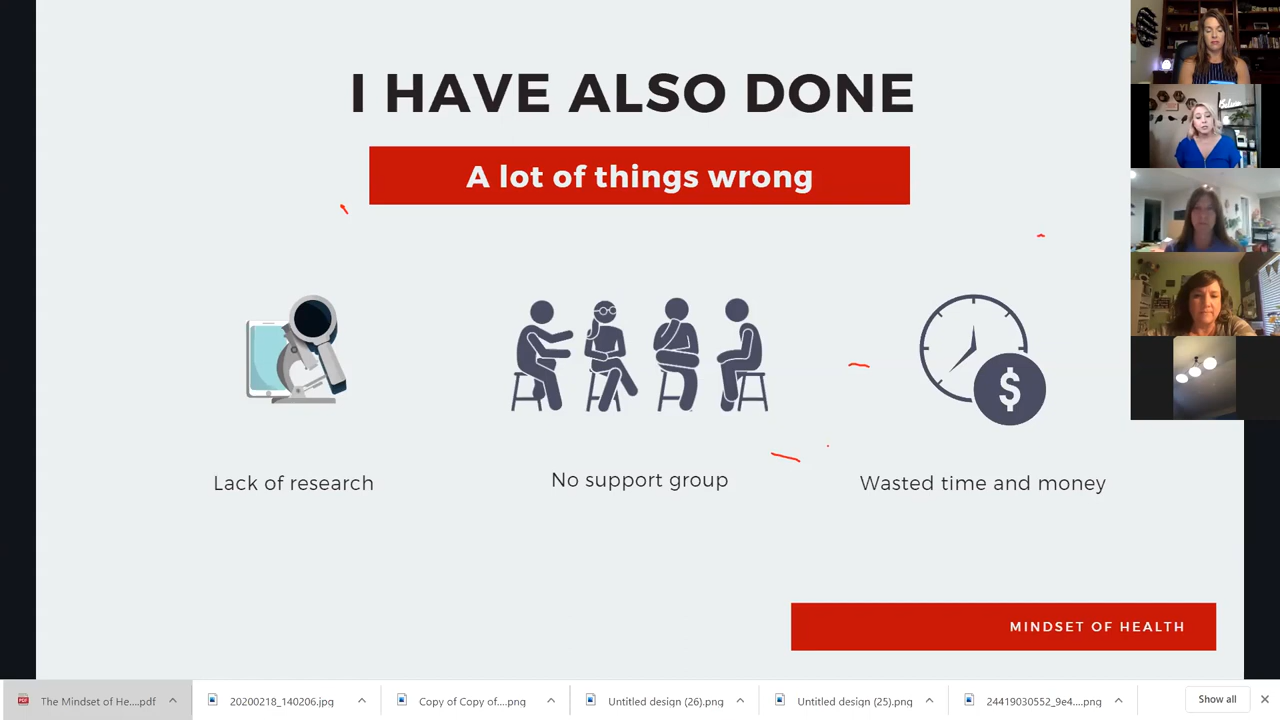 I HAVE ALSO DONE
A lot of things wrong
Lack of research
No support group
Wasted time and money
MINDSET OF HEALTH
The Mindset of He....pdf
20200218_140206.jpg
Copy of Copy of....png
Untitled design (26).png
Untitled design (25).png
24419030552_9e4....png
Show all